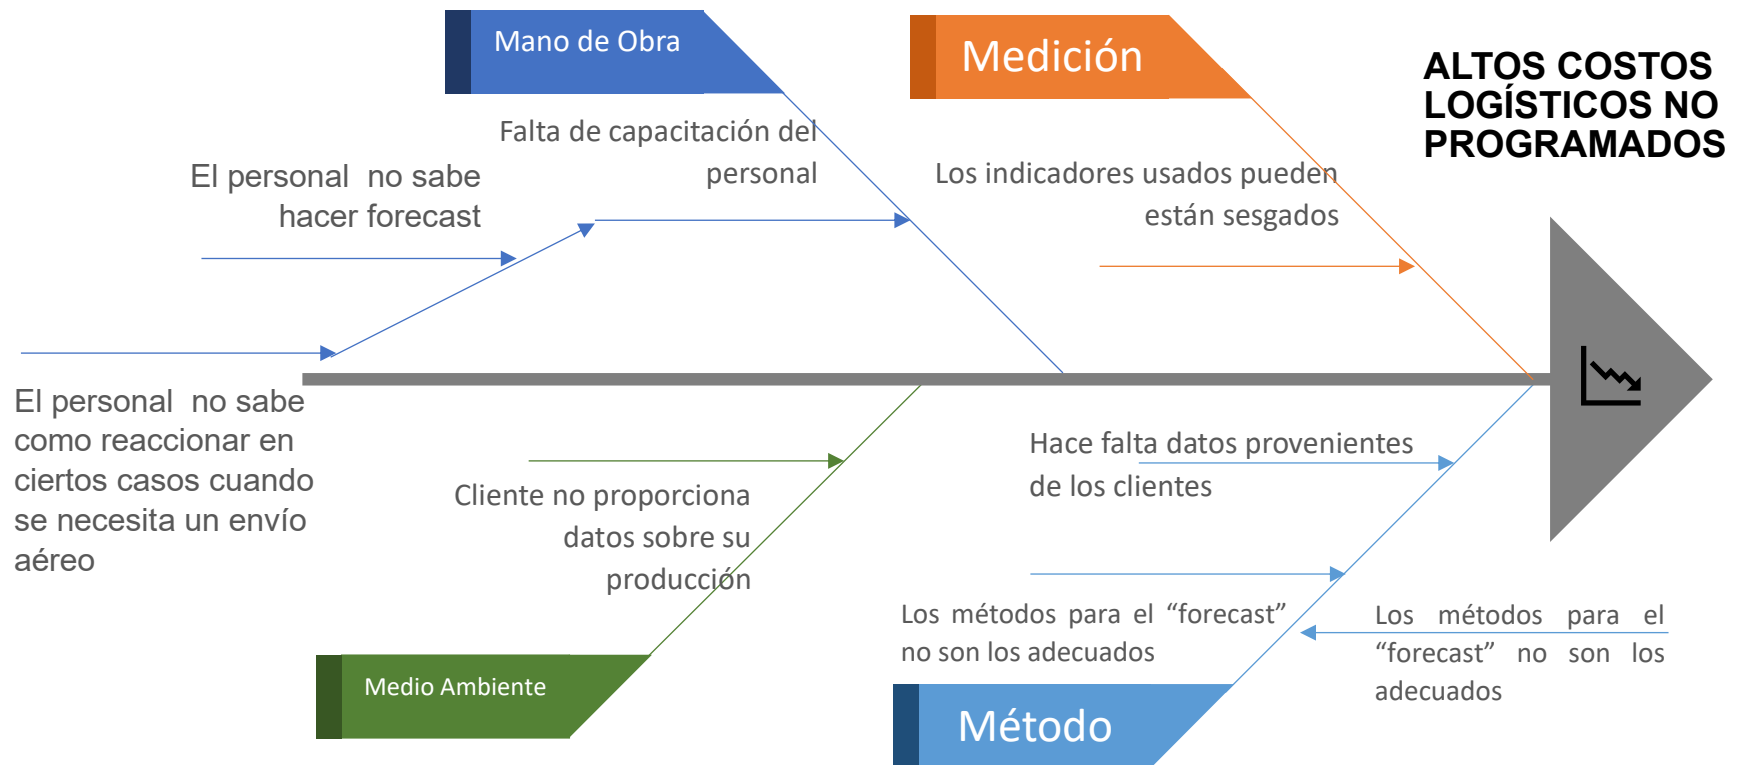 Mano de Obra
Medición
ALTOS COSTOS
LOGÍSTICOS NO
PROGRAMADOS
Falta de capacitación del
personal
El personal no sabe
hacer forecast
Los indicadores usados pueden
están sesgados
El personal no sabe
como reaccionar en
ciertos casos cuando
se necesita un envío
aéreo
Cliente no proporciona
datos sobre su
producción
Hace falta datos provenientes
de los clientes
Los métodos para el “forecast”
no son los adecuados
Los métodos para el
“forecast” no son los
adecuados
Medio Ambiente
Método